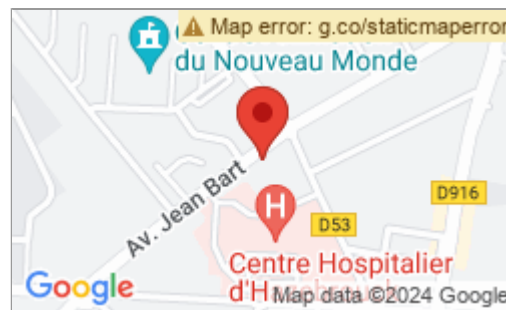 Map error: g.co/staticmaperror
du Nouveau Monde
Av. Jean Bart
H
D53
D916
Centre Hospitalier
Google
Map data ©2024 Google